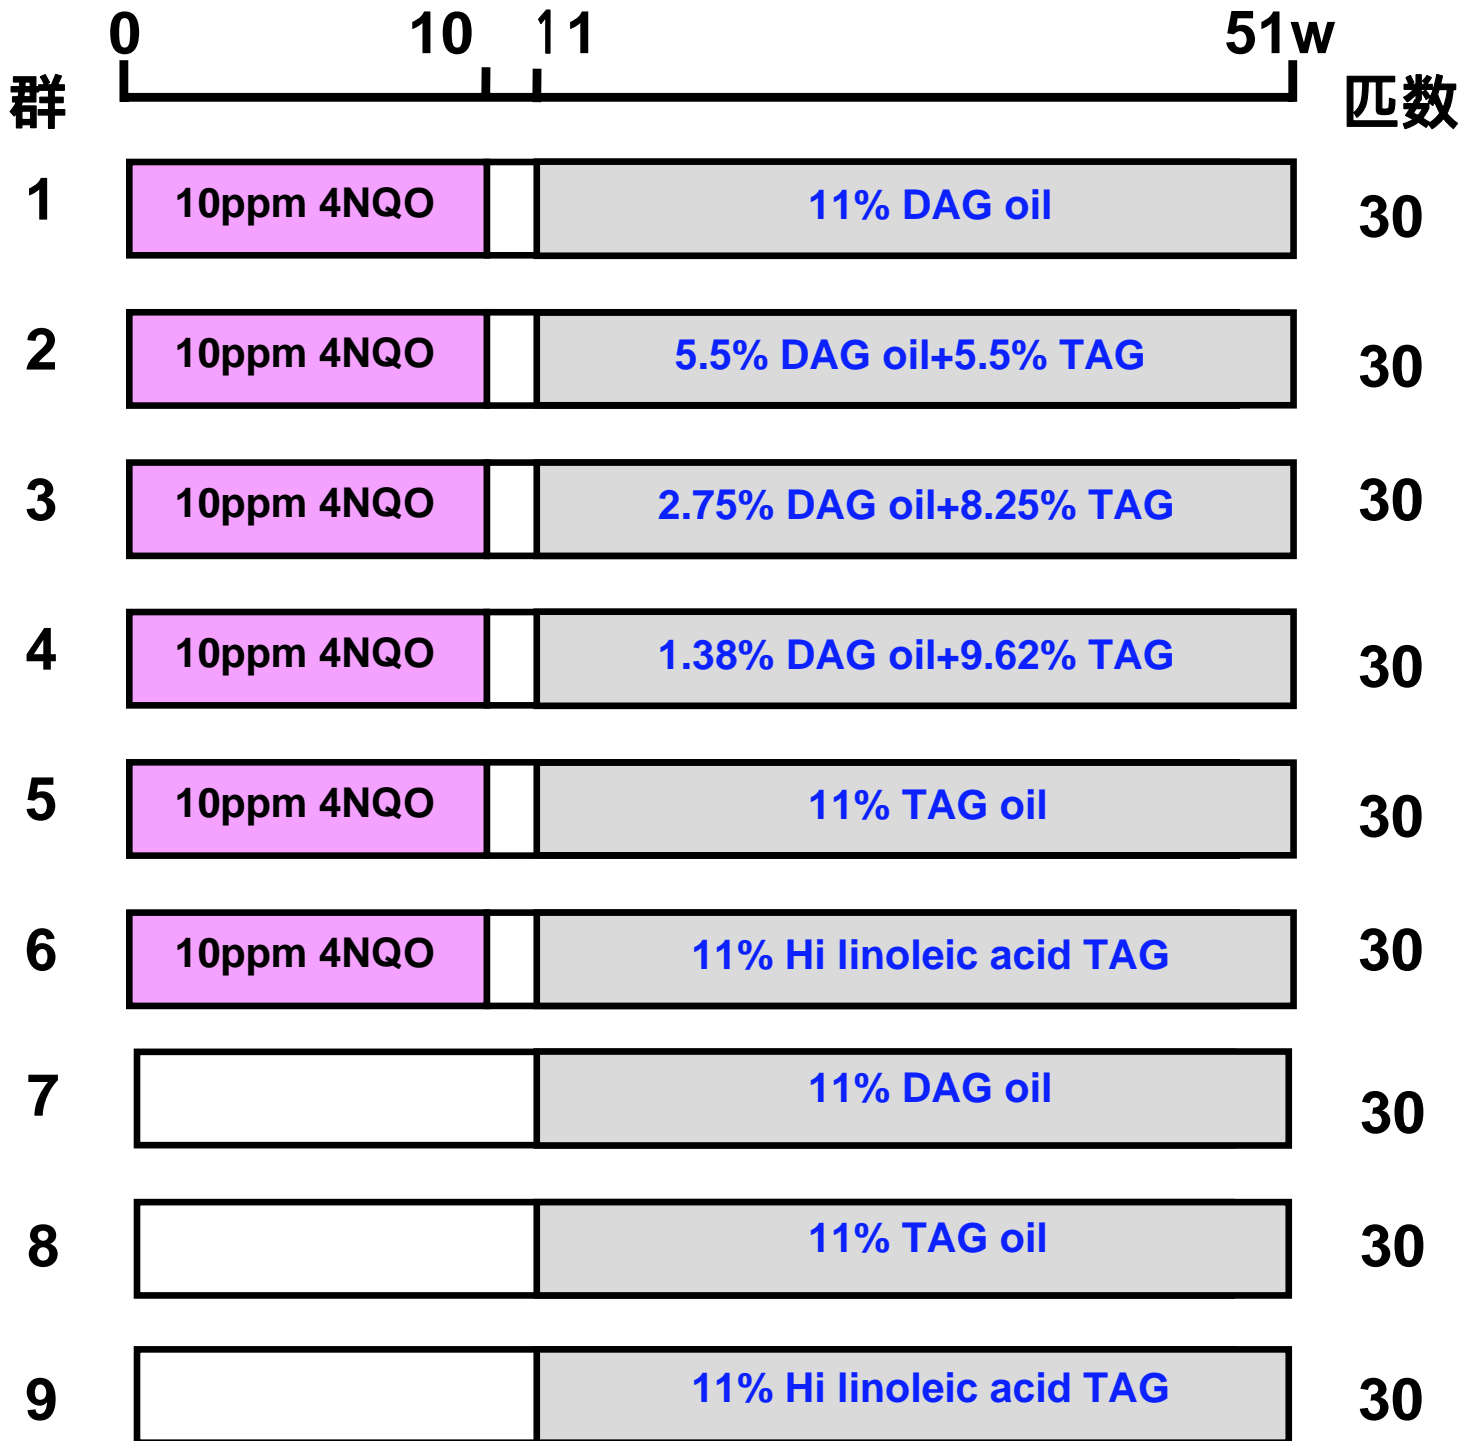 0 10 11 51w
群 匹数
1 10ppm 4NQO 11% DAG oil 30
2 10ppm 4NQO 5.5% DAG oil+5.5% TAG 30
3 10ppm 4NQO 2.75% DAG oil+8.25% TAG 30
4 10ppm 4NQO 1.38% DAG oil+9.62% TAG 30
5 10ppm 4NQO 11% TAG oil 30
6 10ppm 4NQO 11% Hi linoleic acid TAG 30
7 11% DAG oil 30
8 11% TAG oil 30
9 11% Hi linoleic acid TAG 30